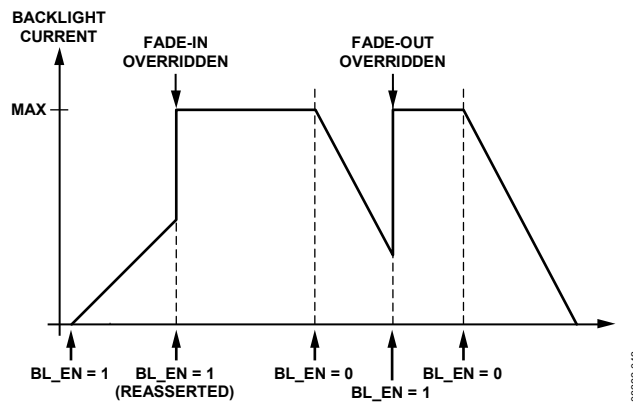 BACKLIGHT
CURRENT
FADE-IN
OVERRIDDEN
FADE-OUT
OVERRIDDEN
MAX
BL_EN = 1
BL_EN = 1
(REASSERTED)
BL_EN = 0
BL_EN = 1
BL_EN = 0